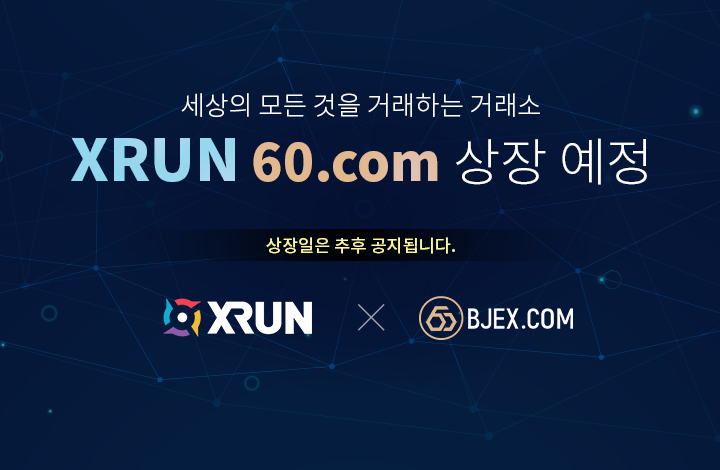 세상의 모든 것을 거래하는 거래소
XRUN 60.com 상장 예정
상장일은 추후 공지됩니다.
XRUN
BJEX.COM